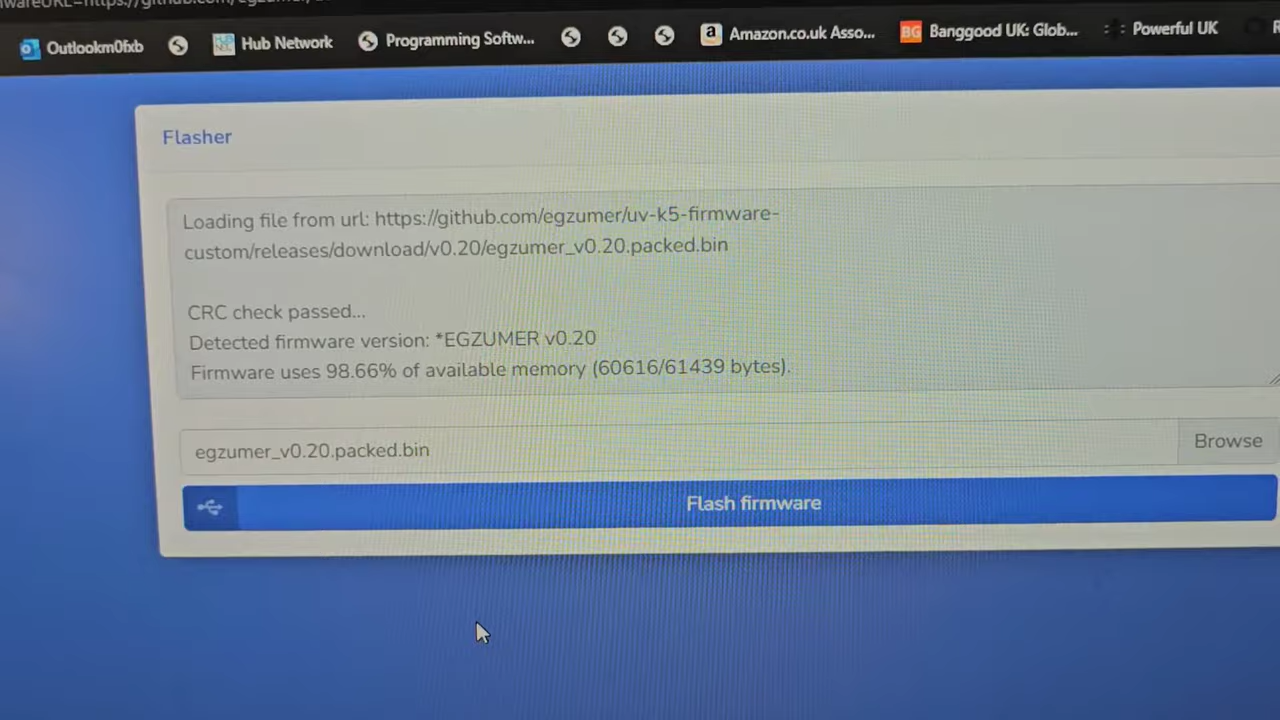 Outlookm0fxb Hub Network Programming Softw... Amazon.co.uk Asso... Banggood UK: Glob... Powerful UK
Flasher
Loading file from url: https://github.com/egzumer/uv-k5-firmware-
custom/releases/download/v0.20/egzumer_v0.20.packed.bin
CRC check passed...
Detected firmware version: *EGZUMER v0.20
Firmware uses 98.66% of available memory (60616/61439 bytes).
egzumer_v0.20.packed.bin Browse
Flash firmware